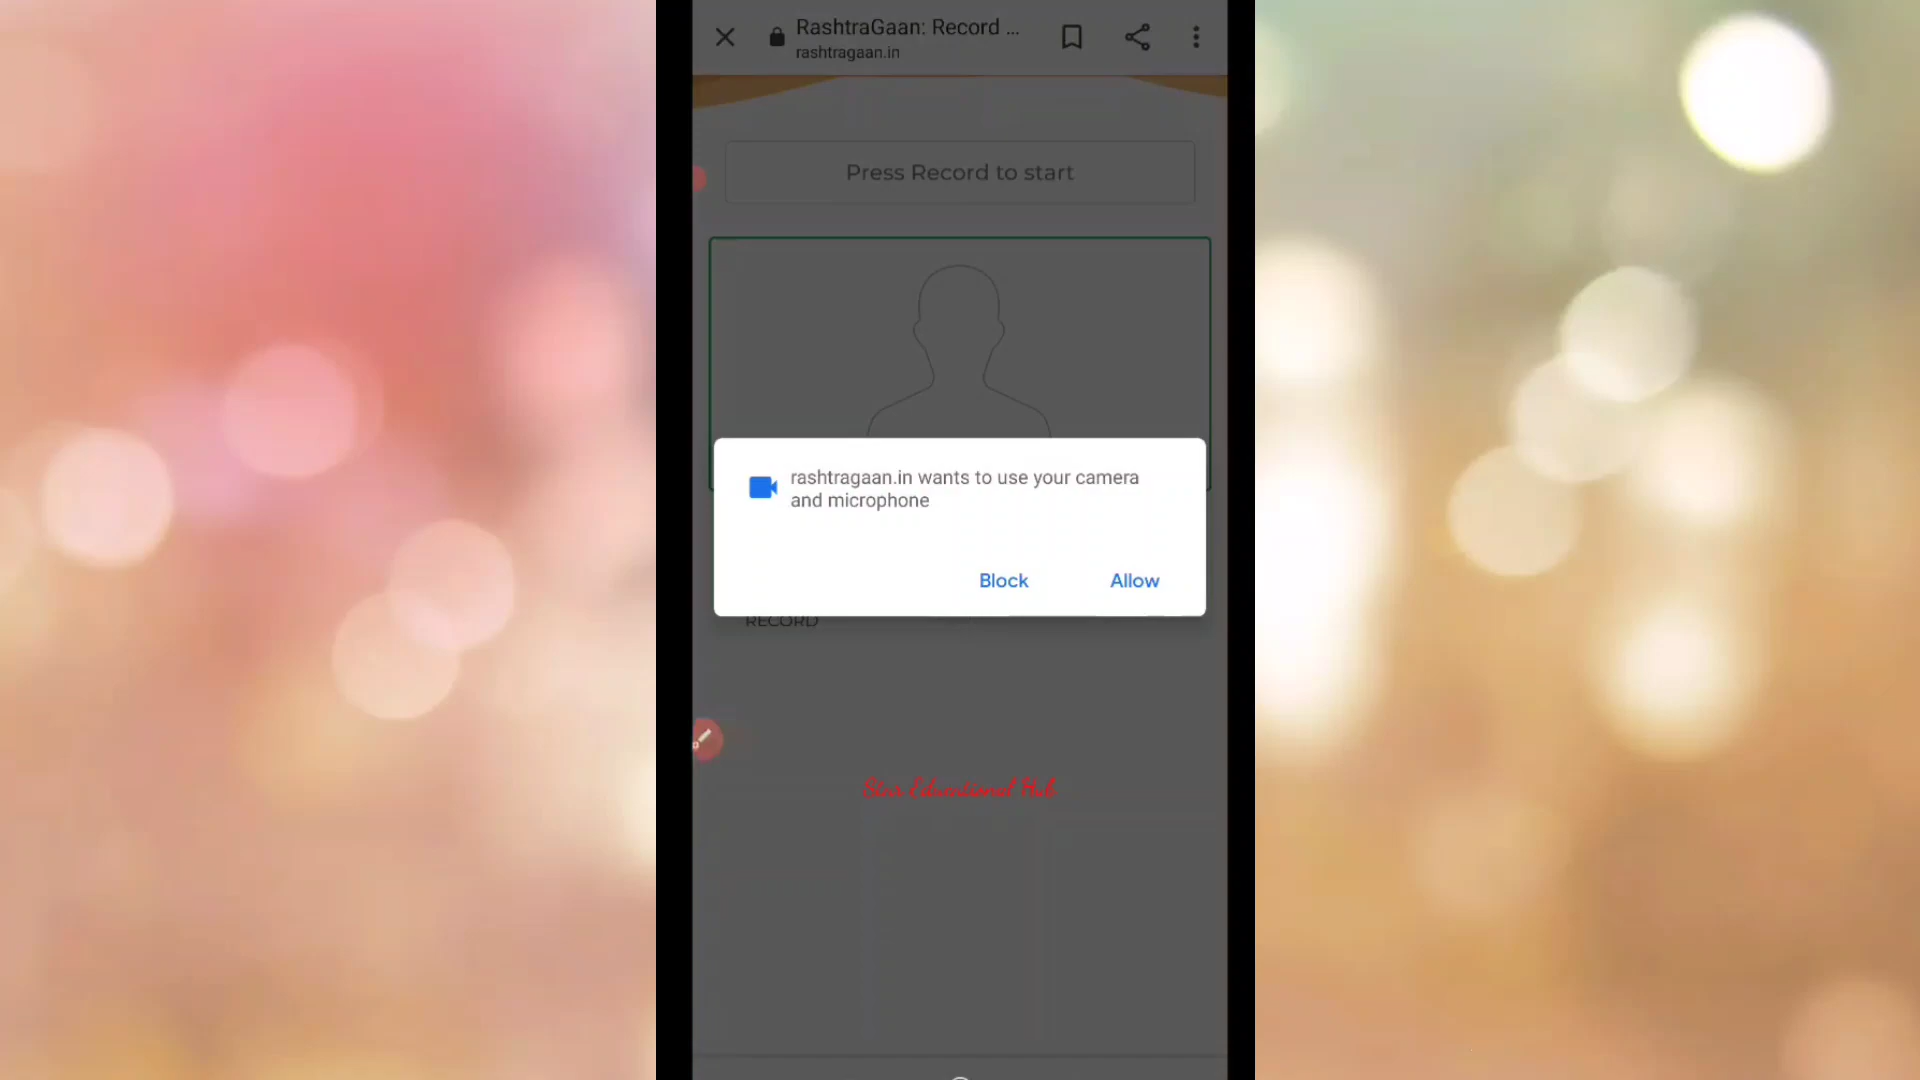 RashtraGaan: Record ...
rashtragaan.in
Press Record to start
rashtragaan.in wants to use your camera
and microphone
Block
Allow
RECORD
Star Educational Hub